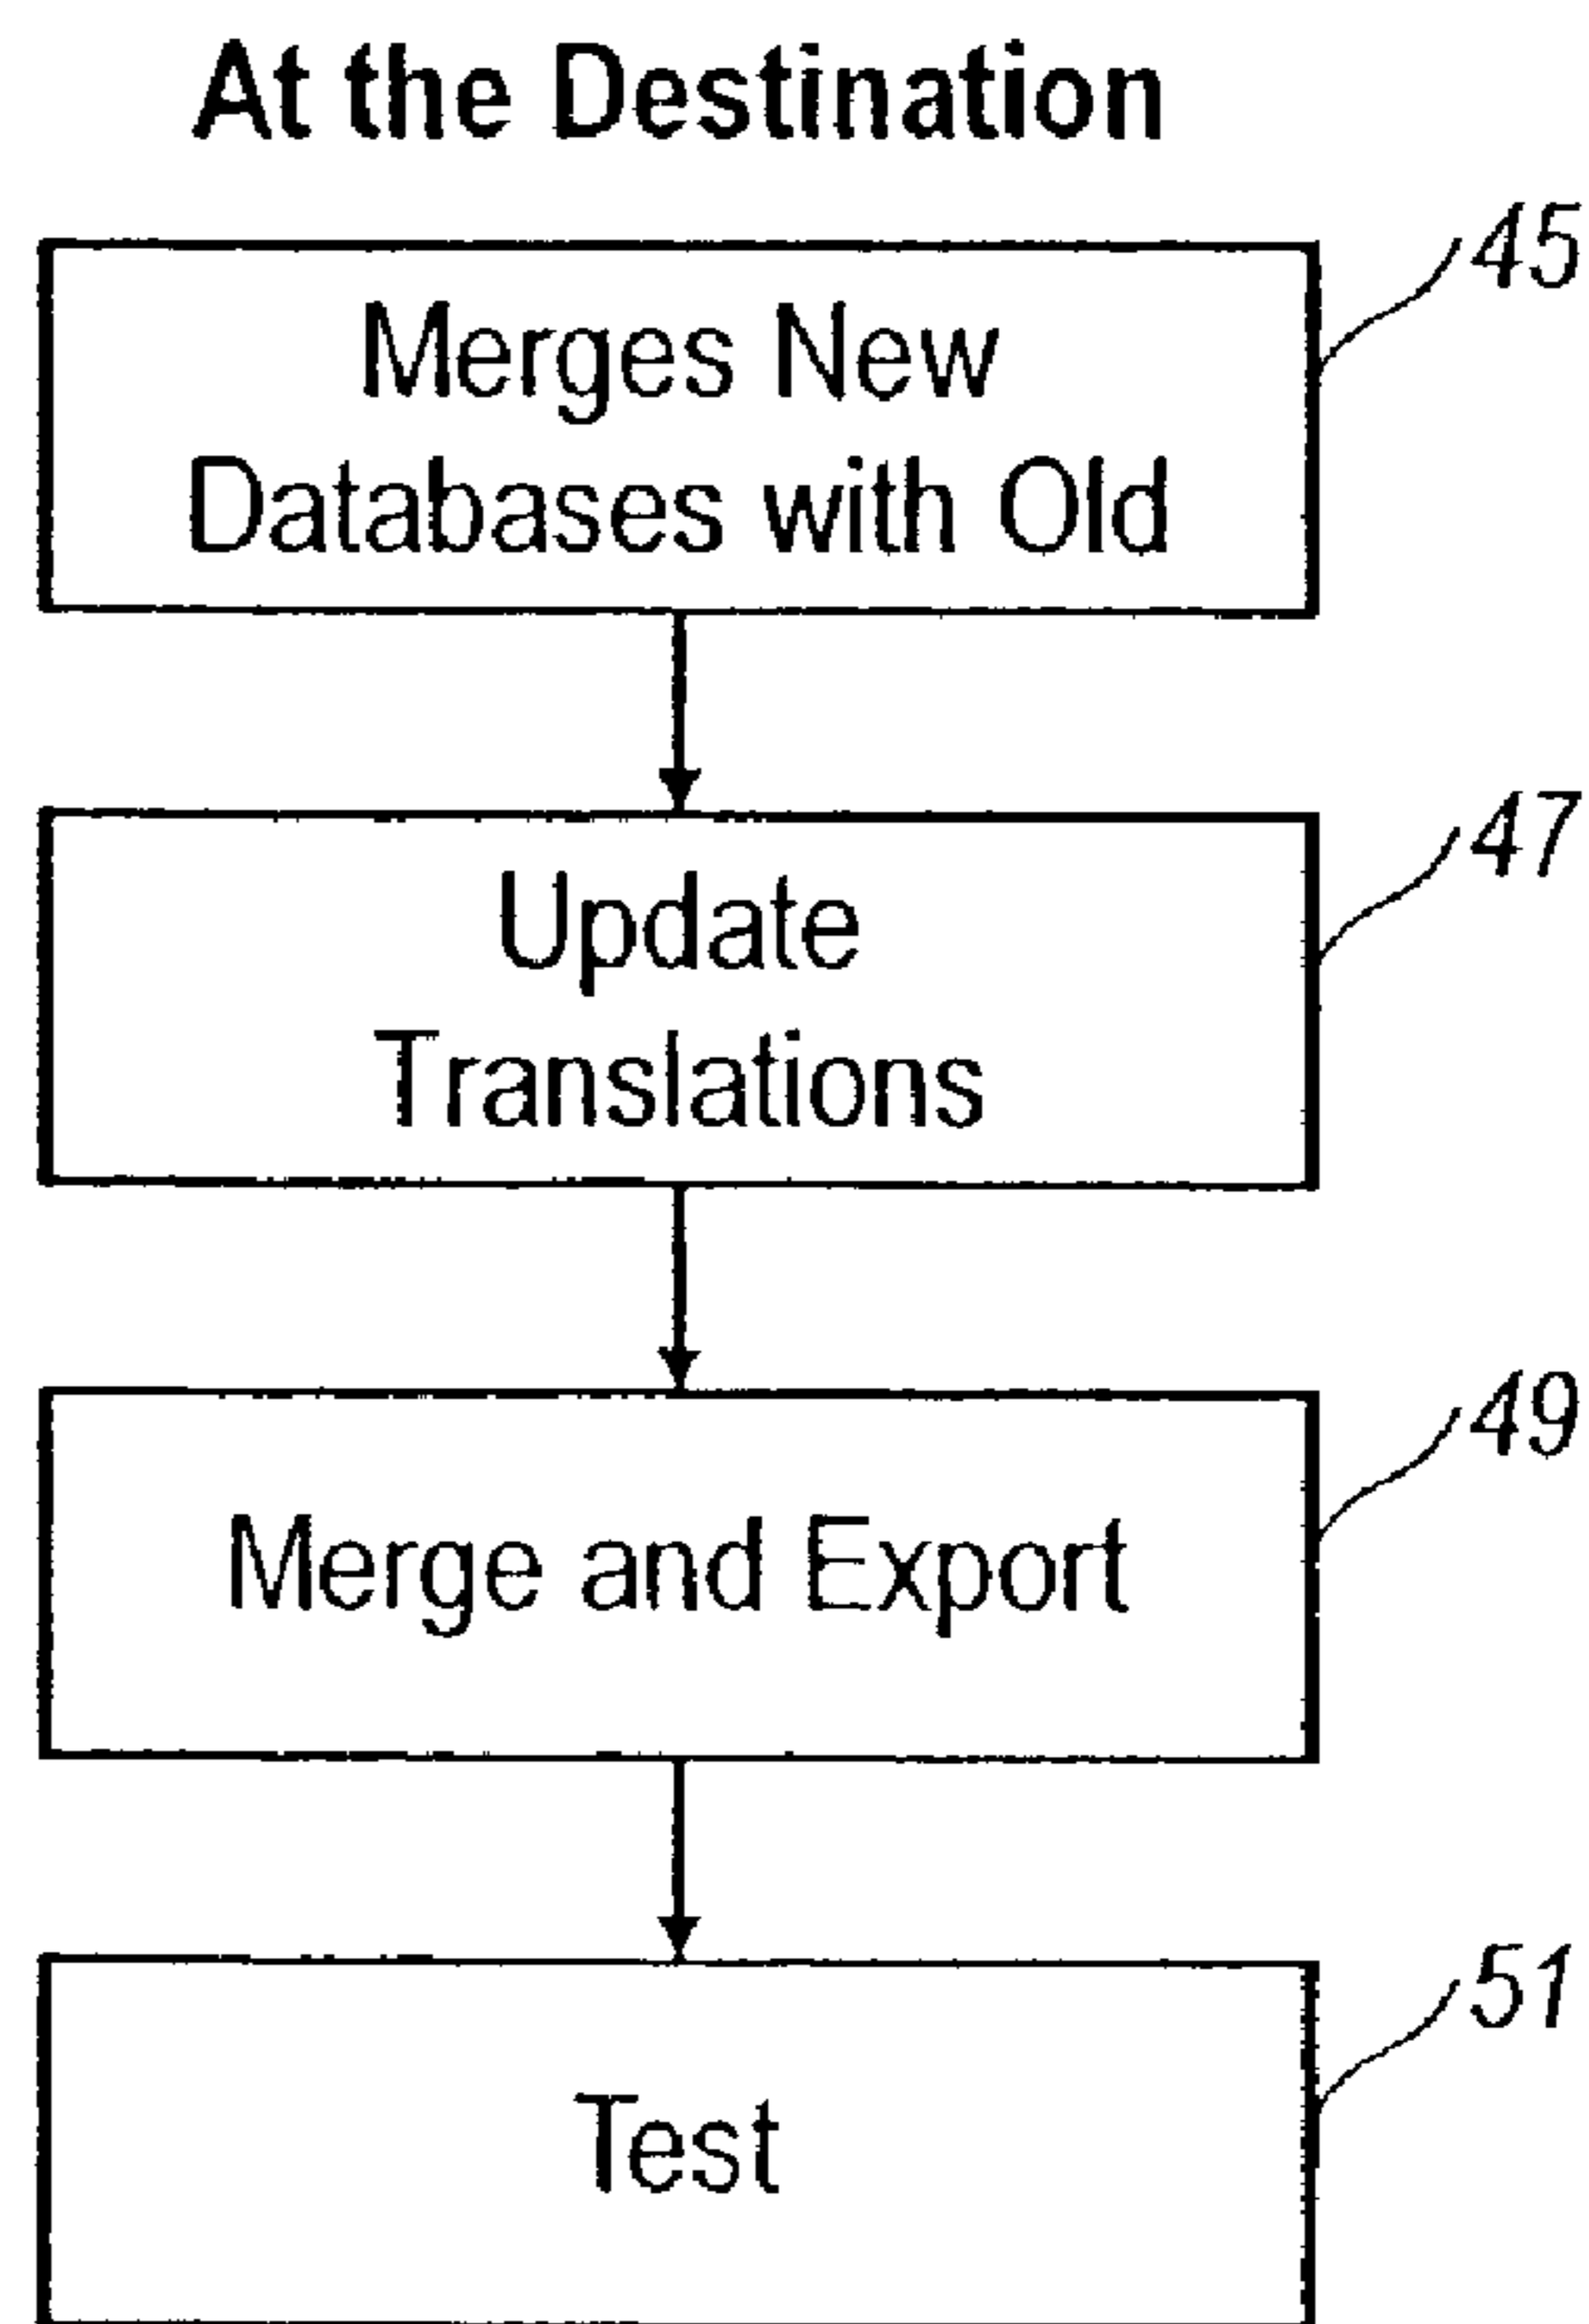 At the Destination
45
Merges New
Databases with Old
47
Update
Translations
49
Merge and Export
51
Test